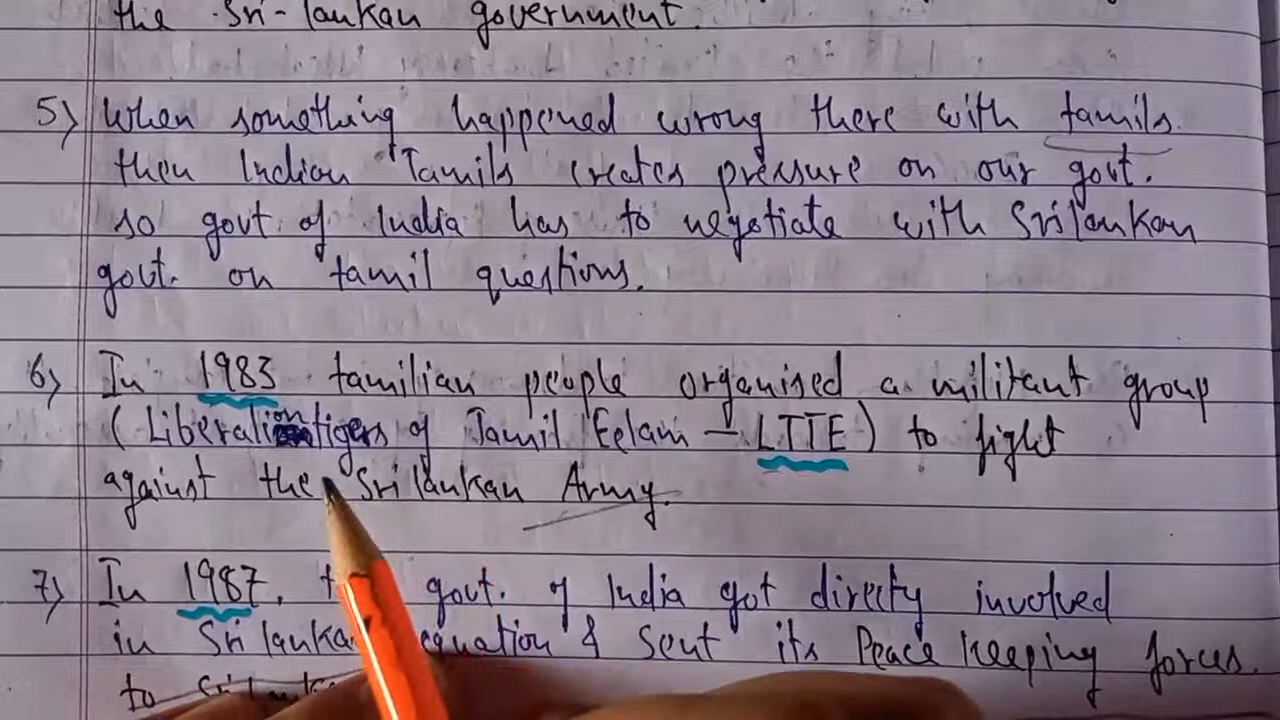 the Sri-lankan government.
5) When something happened wrong there with tamils.
then Indian Tamils creates pressure on our govt.
so govt. of India has to negotiate with Srilankan
govt. on tamil questions.
6) In 1983 tamilian people organised a militant group
(Liberation tigers of Tamil Eelam - LTTE) to fight
against the Srilankan Army.
7) In 1987, govt. of India got directy involved
in Sri lankan equation & sent its Peace keeping forces.
to